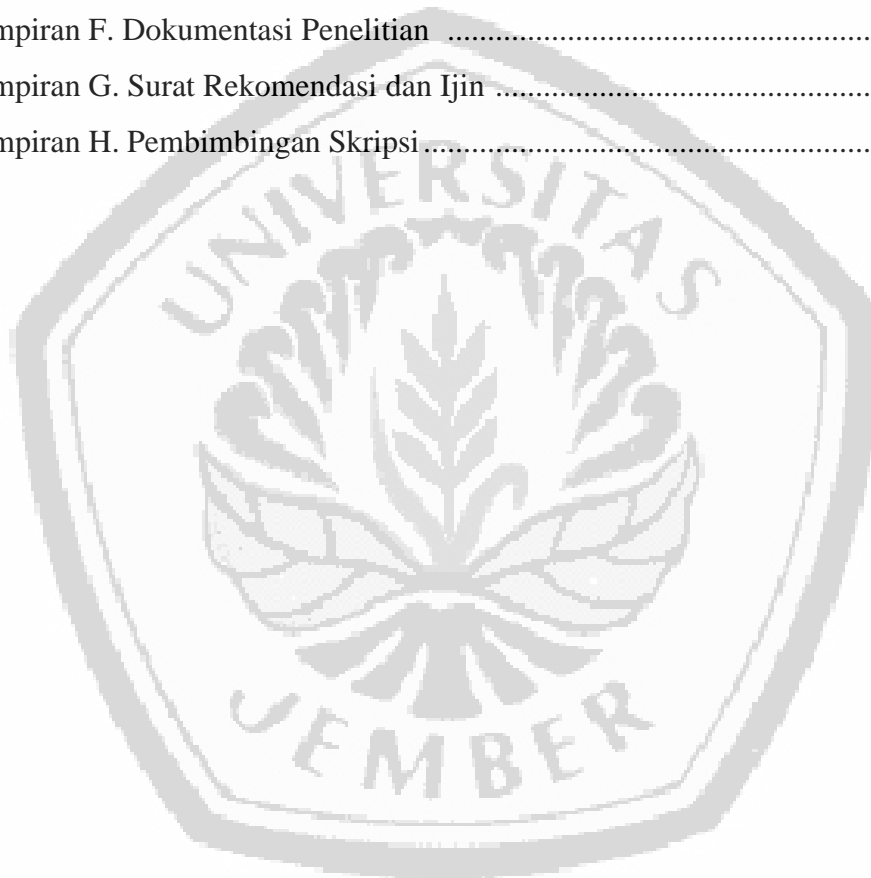 mpiran F. Dokumentasi Penelitian ....................................................
mpiran G. Surat Rekomendasi dan Ijin ..............................................
mpiran H. Pembimbingan Skripsi.......................................................
UNIVERSITAS
JEMBER